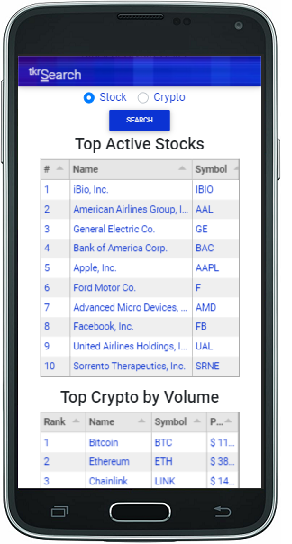 tkrSearch
Stock Crypto
SEARCH
Top Active Stocks
# Name Symbol
1 iBio, Inc. IBIO
2 American Airlines Group, I... AAL
3 General Electric Co. GE
4 Bank of America Corp. BAC
5 Apple, Inc. AAPL
6 Ford Motor Co. F
7 Advanced Micro Devices, ... AMD
8 Facebook, Inc. FB
9 United Airlines Holdings, I... UAL
10 Sorrento Therapeutics, Inc. SRNE
Top Crypto by Volume
Rank Name Symbol P...
1 Bitcoin BTC $ 11...
2 Ethereum ETH $ 38...
3 Chainlink LINK $ 14